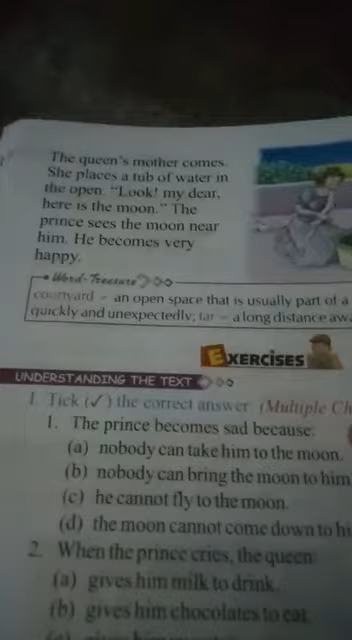 The queen's mother comes.
She places a tub of water in
the open. "Look! my dear,
here is the moon." The
prince sees the moon near
him. He becomes very
happy.
Word-Treasure
courtyard – an open space that is usually part of a
quickly and unexpectedly; far – a long distance
EXERCISES
UNDERSTANDING THE TEXT
I. Tick (✓) the correct answer. (Multiple
1. The prince becomes sad because:
(a) nobody can take him to the moon.
(b) nobody can bring the moon to him
(c) he cannot fly to the moon.
(d) the moon cannot come down to
2. When the prince cries, the queen:
(a) gives him milk to drink.
(b) gives him chocolates to eat.